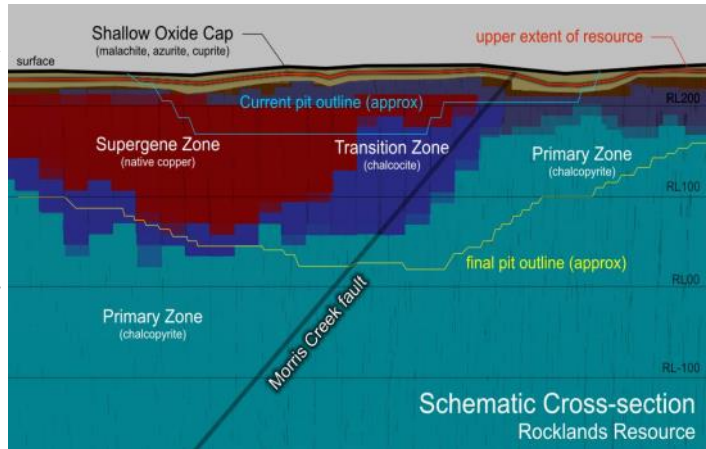 Shallow Oxide Cap
(malachite, azurite, cuprite)
upper extent of resource
surface
Current pit outline (approx)
RL200
Supergene Zone
(native copper)
Transition Zone
(chalcocite)
Primary Zone
(chalcopyrite)
RL100
final pit outline (approx)
RL00
Primary Zone
(chalcopyrite)
Morris Creek fault
RL-100
Schematic Cross-section
Rocklands Resource